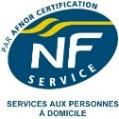 PAR AFNOR CERTIFICATION
NF
SERVICE
SERVICES AUX PERSONNES
À DOMICILE